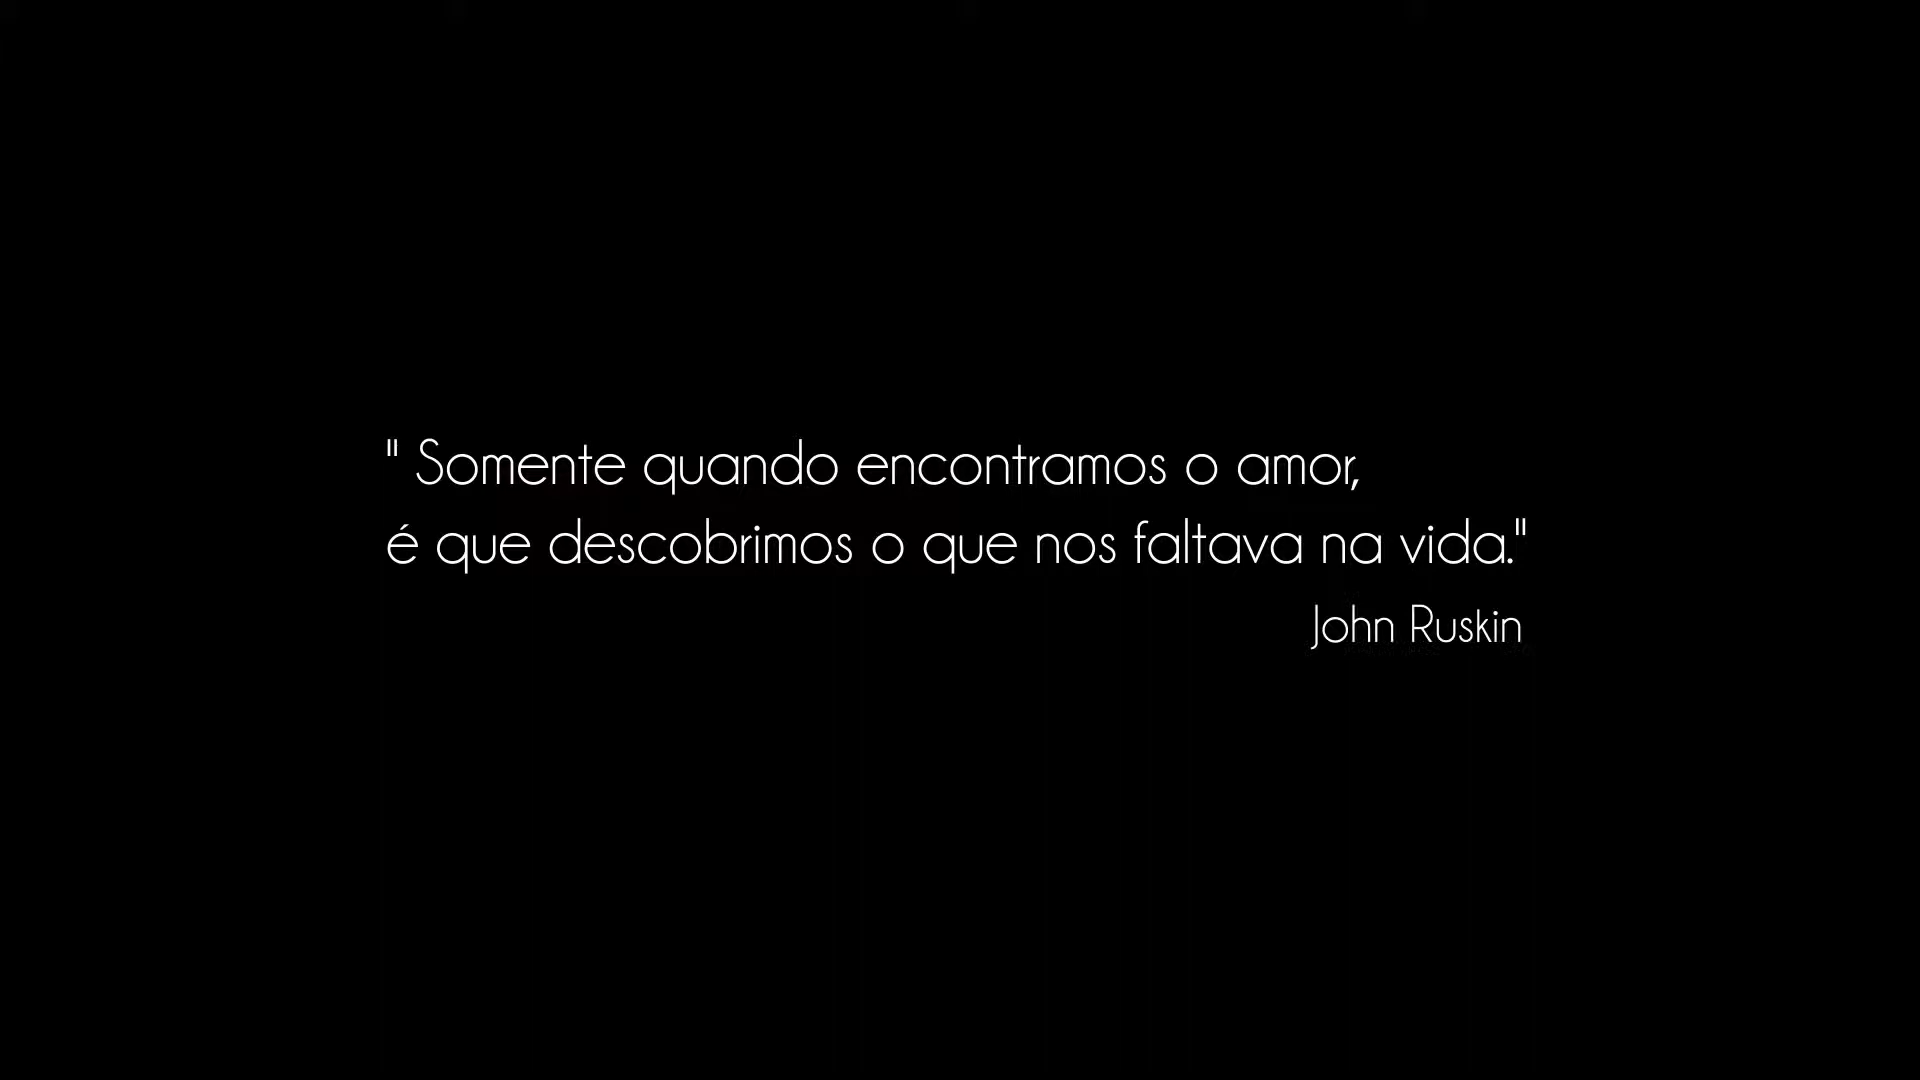 " Somente quando encontramos o amor,
é que descobrimos o que nos faltava na vida."
John Ruskin